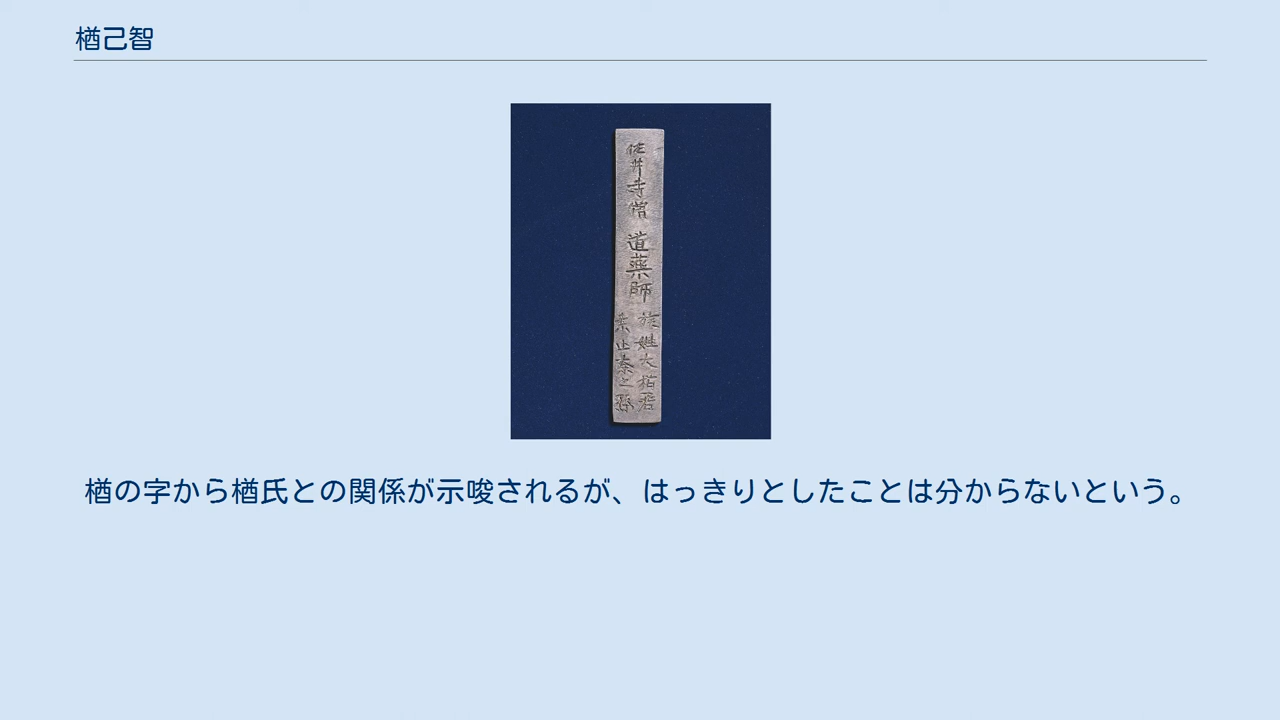 楢己智
佐井寺僧 道藥師
族姓大楢君
素止奈之孫
楢の字から楢氏との関係が示唆されるが、はっきりとしたことは分からないという。